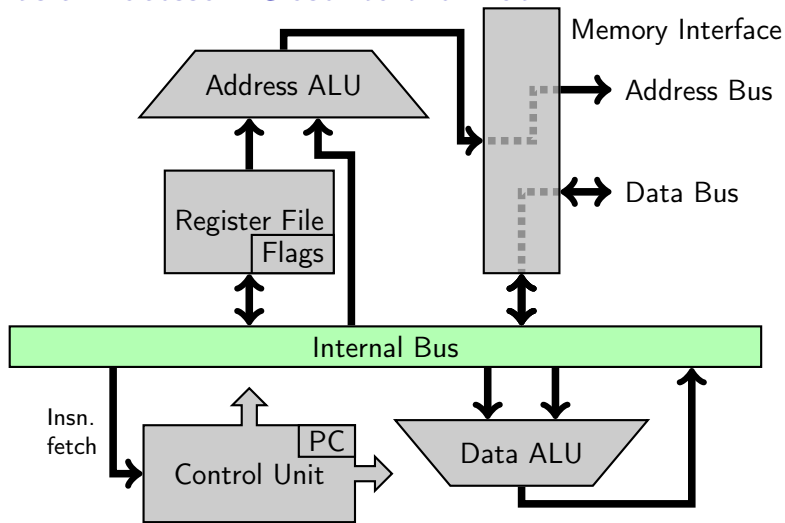 Memory Interface
Address ALU
Address Bus
Data Bus
Register File
Flags
Internal Bus
Insn.
fetch
PC
Control Unit
Data ALU